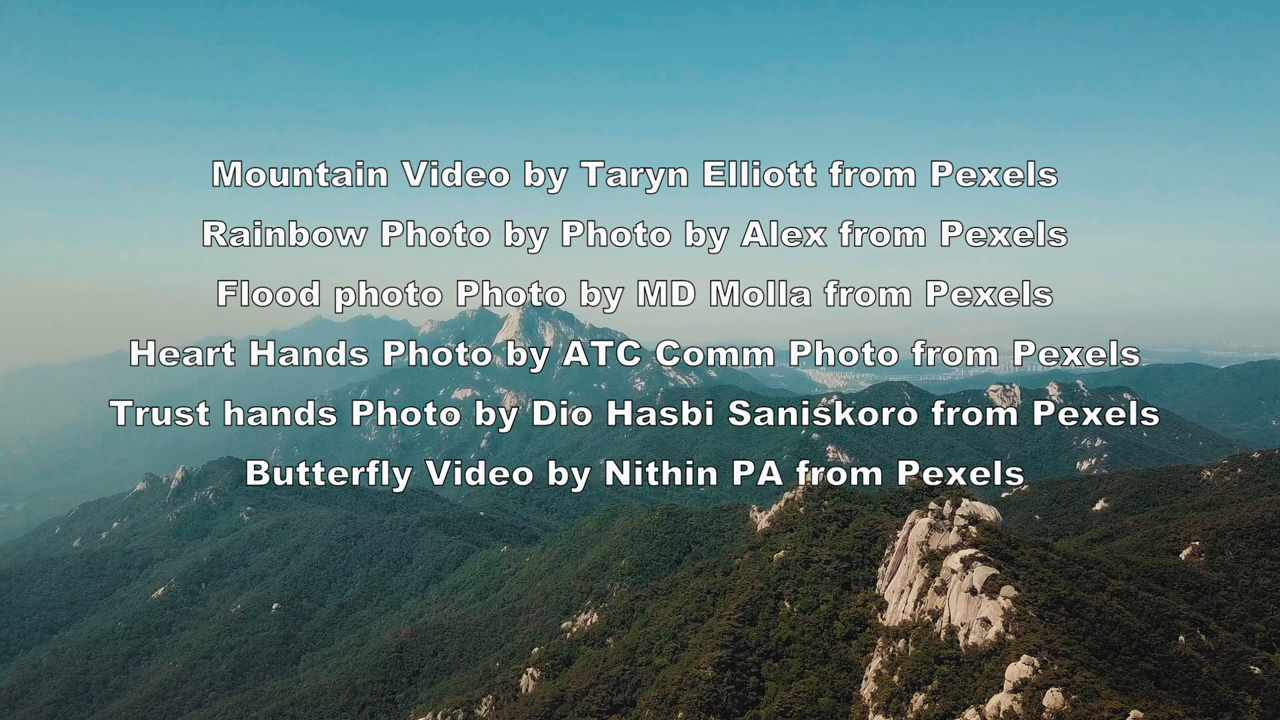 Mountain Video by Taryn Elliott from Pexels
Rainbow Photo by Photo by Alex from Pexels
Flood photo Photo by MD Molla from Pexels
Heart Hands Photo by ATC Comm Photo from Pexels
Trust hands Photo by Dio Hasbi Saniskoro from Pexels
Butterfly Video by Nithin PA from Pexels